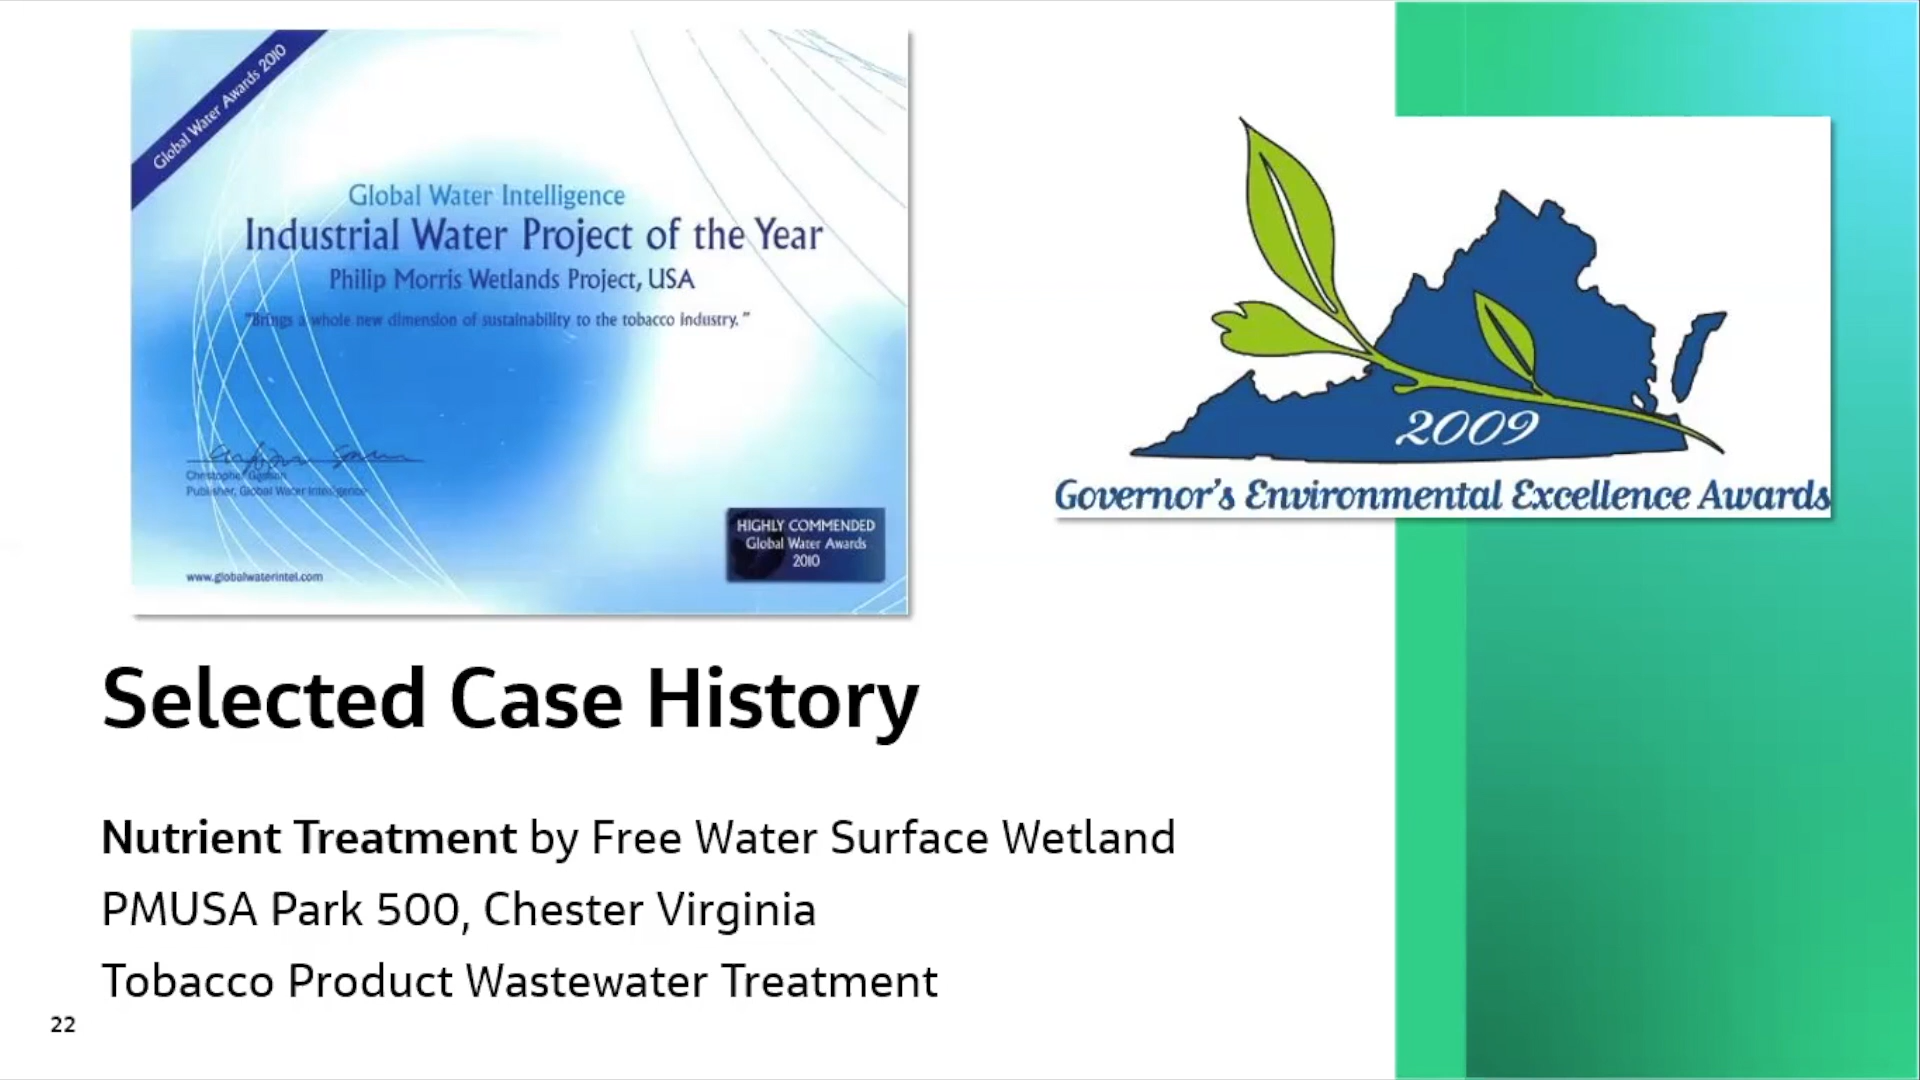 Global Water Awards 2010
Global Water Intelligence
Industrial Water Project of the Year
Philip Morris Wetlands Project, USA
"Brings a whole new dimension of sustainability to the tobacco industry."
Publisher, Global Water Intelligence
www.globalwaterintel.com
HIGHLY COMMENDED
Global Water Awards
2010
2009
Governor's Environmental Excellence Awards
Selected Case History
Nutrient Treatment by Free Water Surface Wetland
PMUSA Park 500, Chester Virginia
Tobacco Product Wastewater Treatment
22